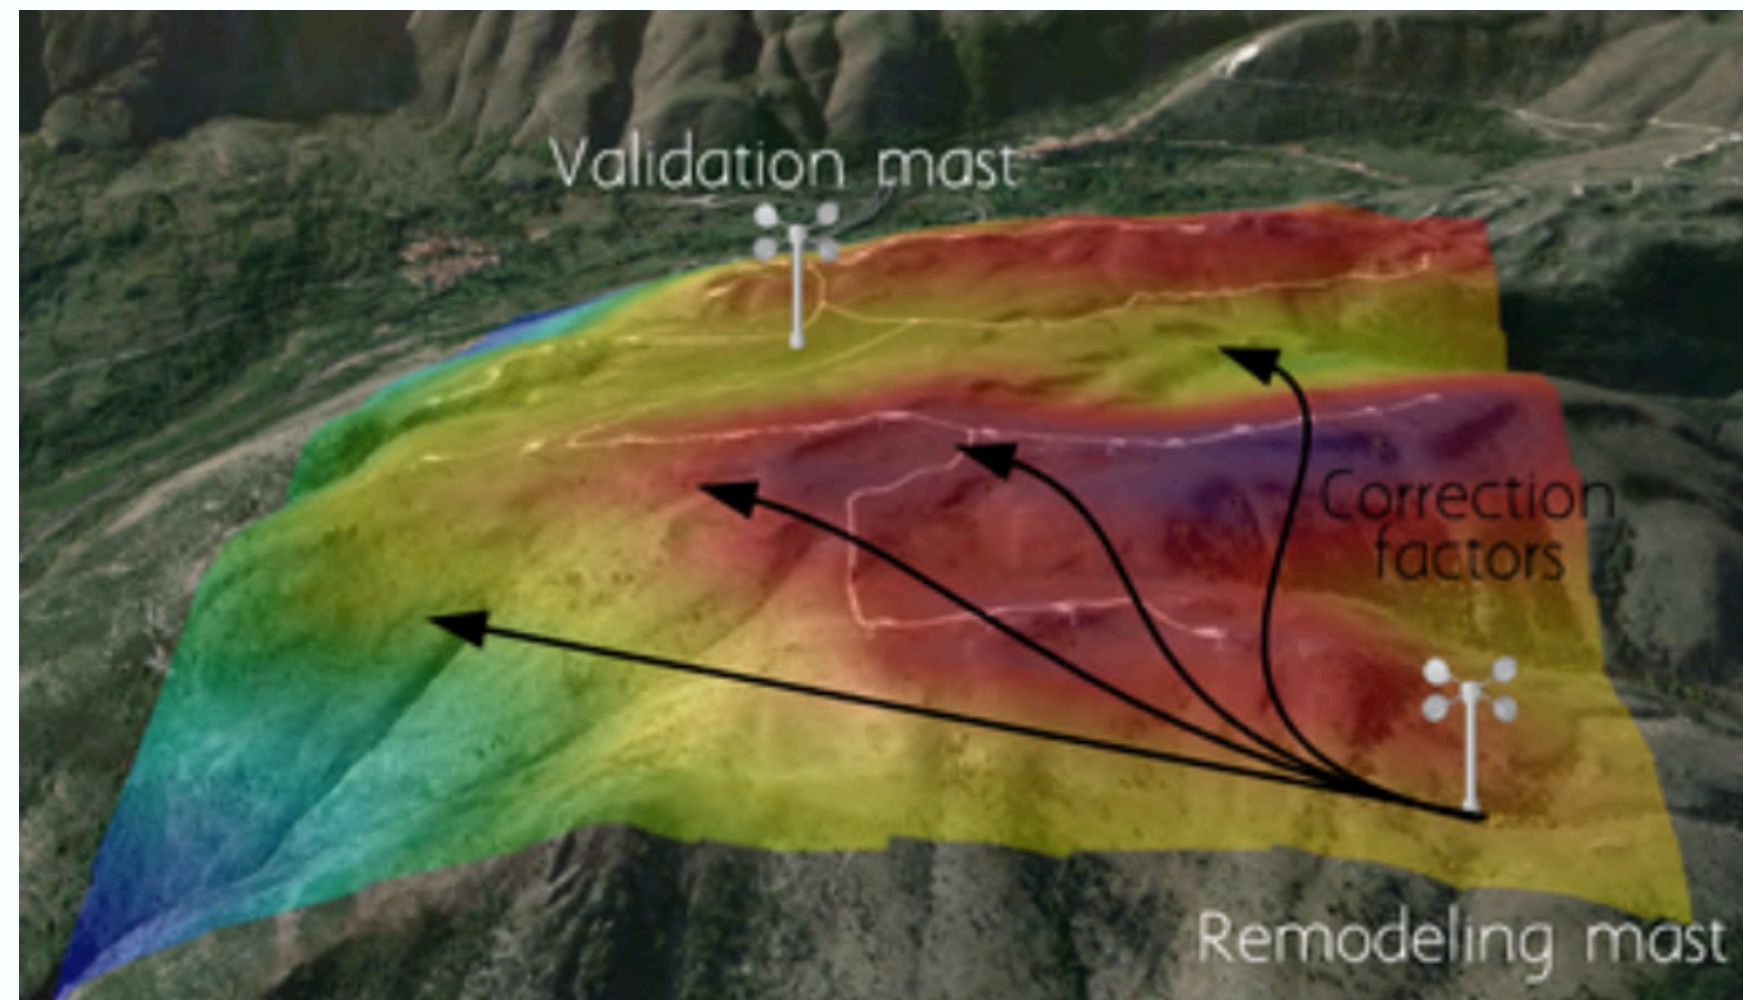 Validation mast
Correction
factors
Remodeling mast